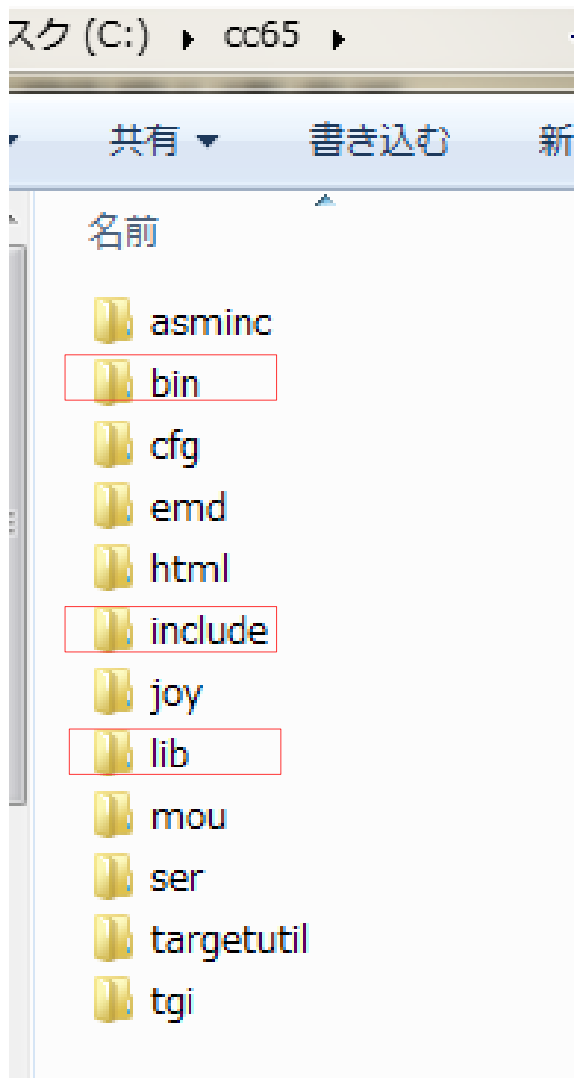 スク (C:) ▸ cc65 ▸
共有 ▼ 書き込む 新
名前
asminc
bin
cfg
emd
html
include
joy
lib
mou
ser
targetutil
tgi